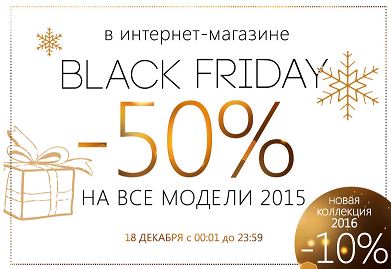 в интернет-магазине
BLACK FRIDAY
-50%
НА ВСЕ МОДЕЛИ 2015
18 ДЕКАБРЯ с 00:01 до 23:59
новая
коллекция
2016
-10%